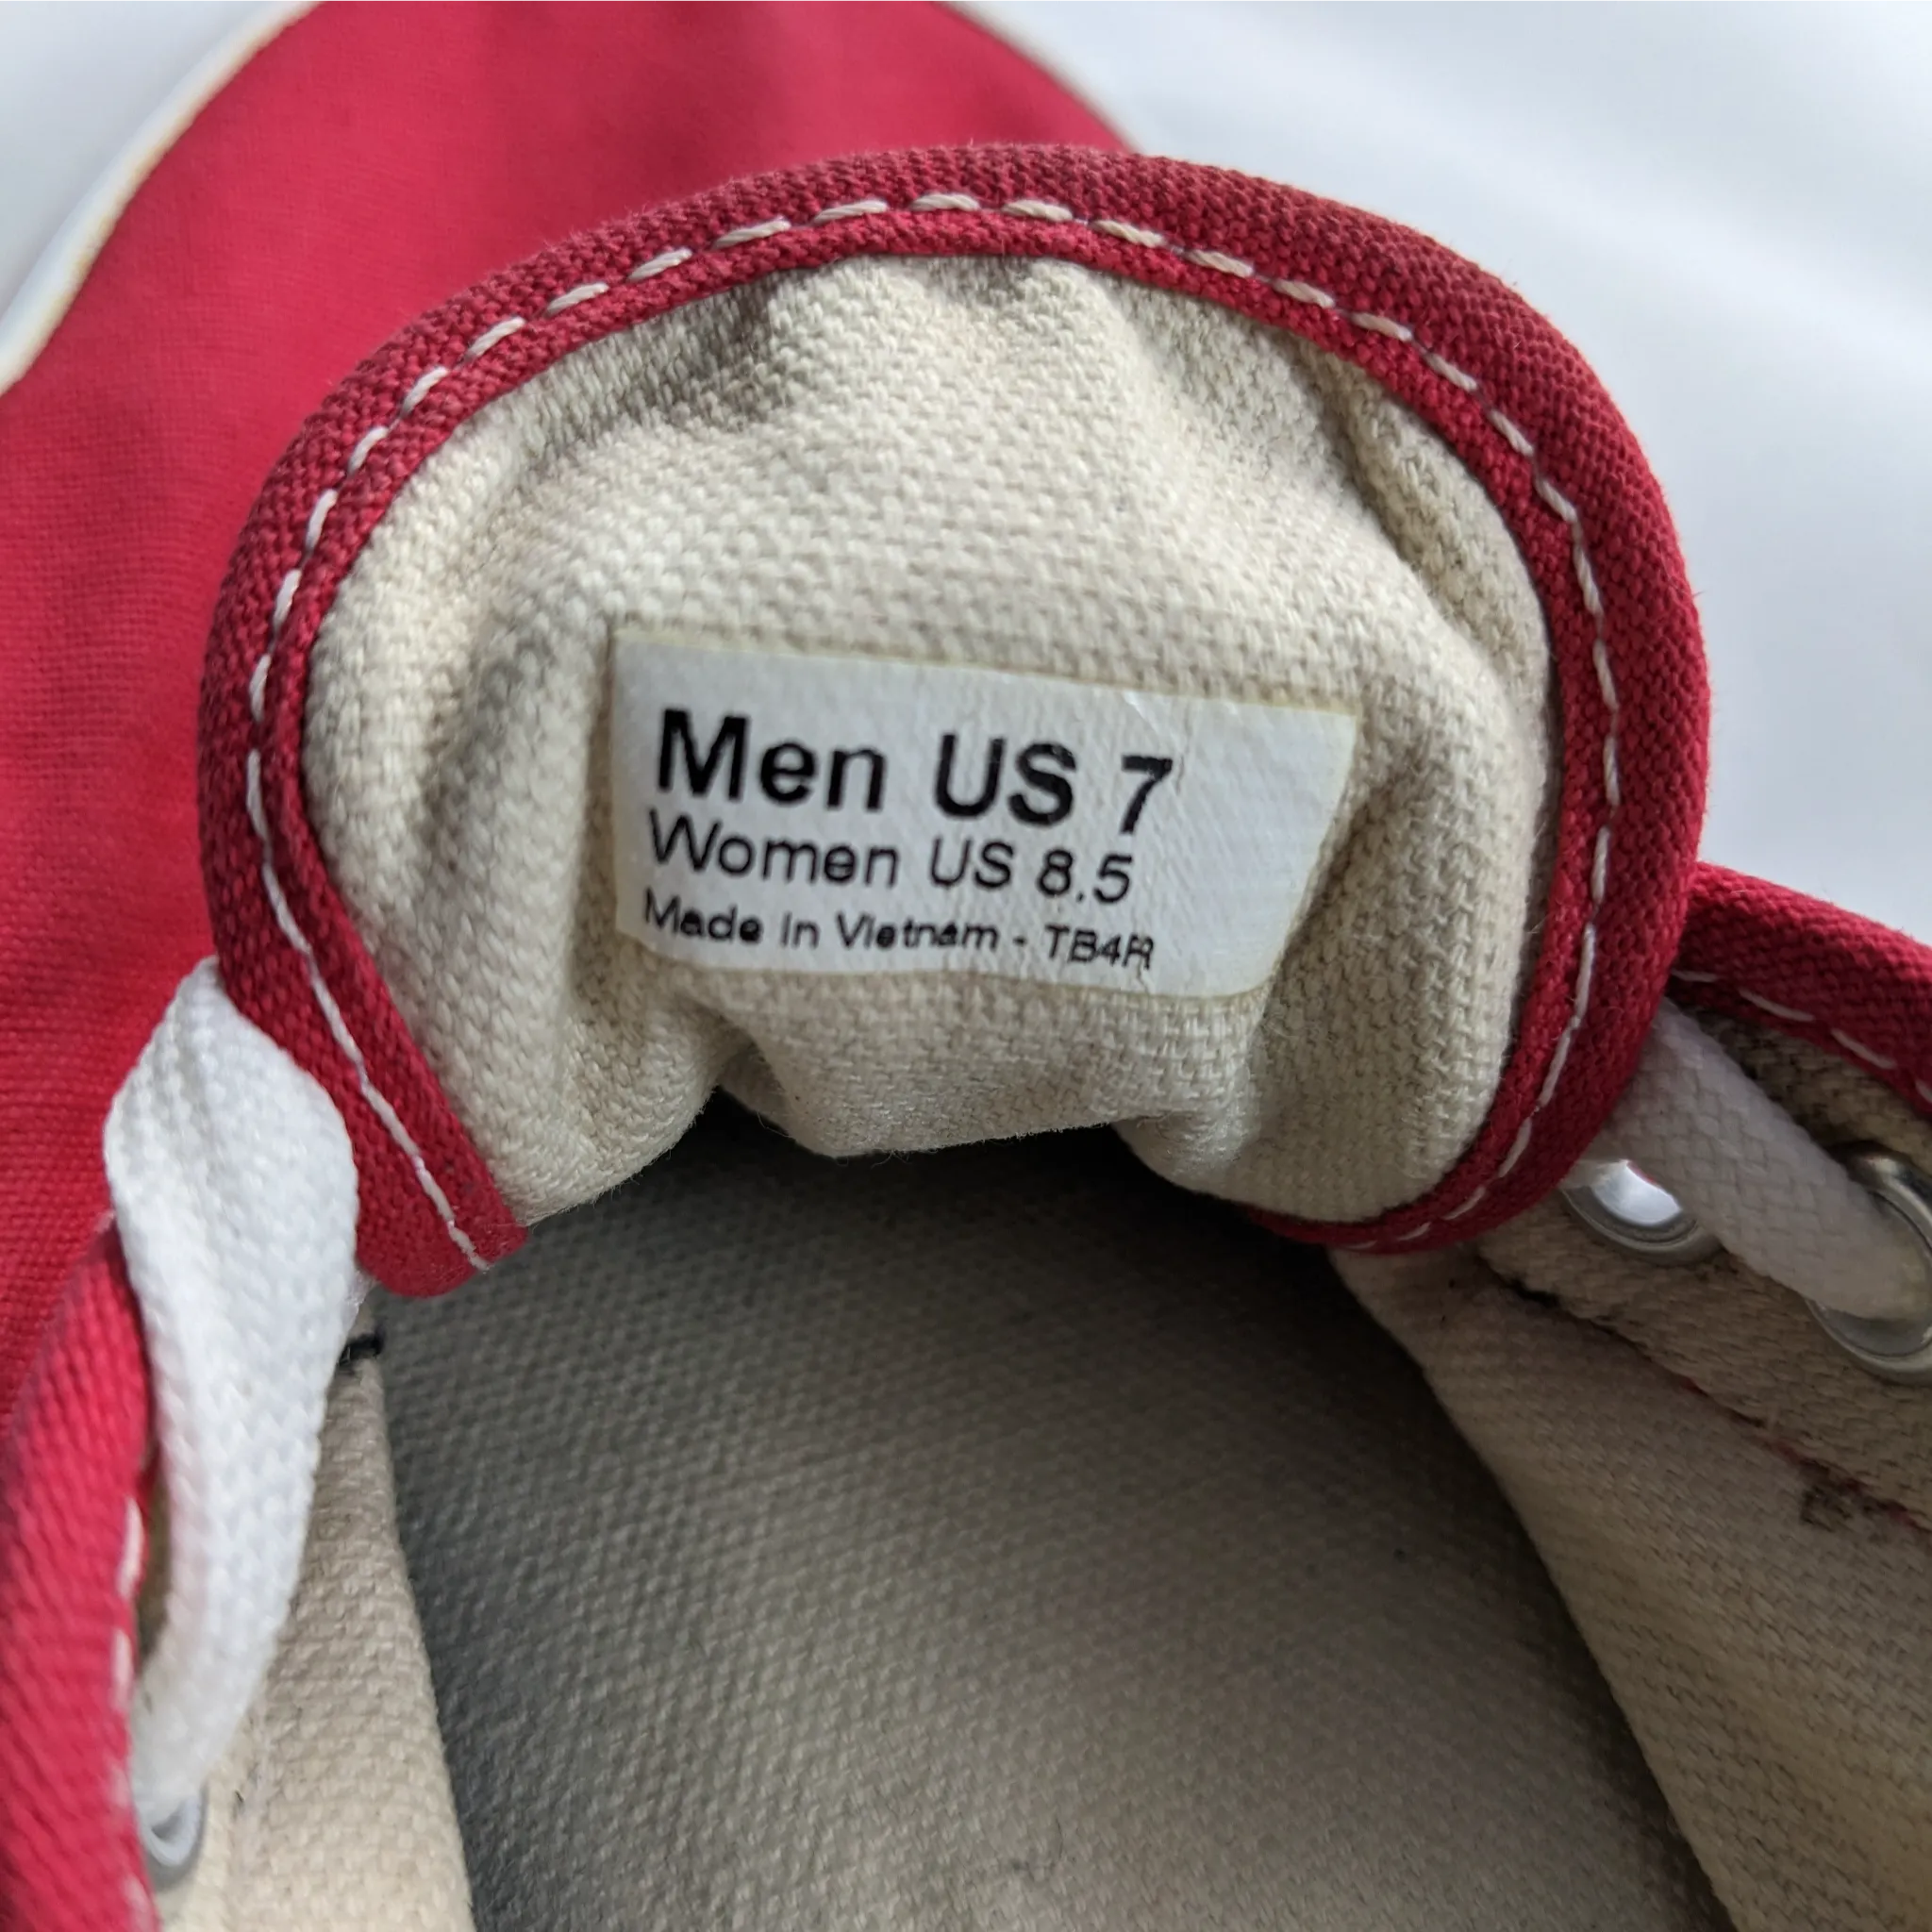 Men US 7
Women US 8.5
Made in Vietnam - TB4R